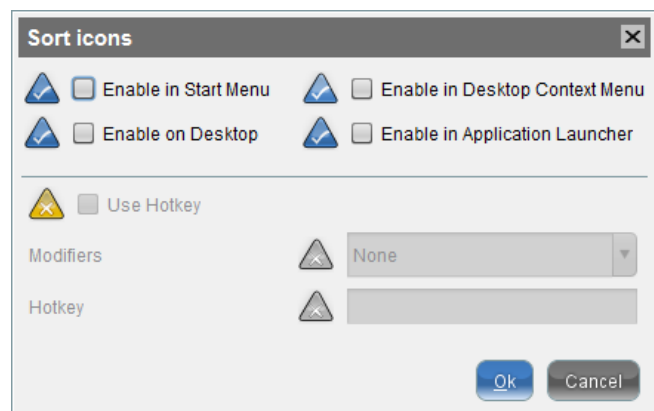 Sort icons
Enable in Start Menu
Enable in Desktop Context Menu
Enable on Desktop
Enable in Application Launcher
Use Hotkey
Modifiers
None
Hotkey
Ok
Cancel